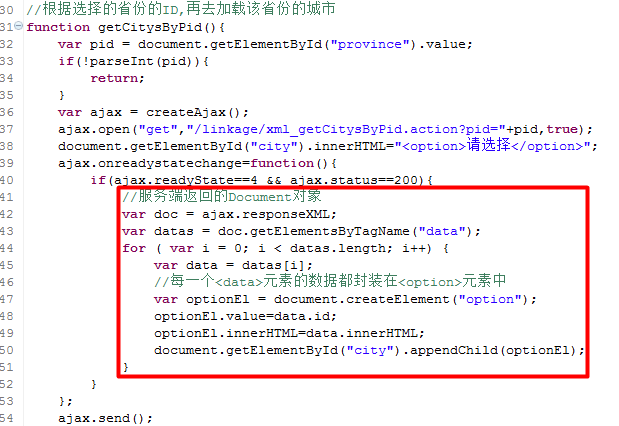 30 //根据选择的省份的ID,再去加载该省份的城市
31 function getCitysByPid(){
32 var pid = document.getElementById("province").value;
33 if(!parseInt(pid)){
34 return;
35 }
36 var ajax = createAjax();
37 ajax.open("get","/linkage/xml_getCitysByPid.action?pid="+pid,true);
38 document.getElementById("city").innerHTML="<option>请选择</option>";
39 ajax.onreadystatechange=function(){
40 if(ajax.readyState==4 && ajax.status==200){
41 //服务端返回的Document对象
42 var doc = ajax.responseXML;
43 var datas = doc.getElementsByTagName("data");
44 for ( var i = 0; i < datas.length; i++) {
45 var data = datas[i];
46 //每一个<data>元素的数据都封装在<option>元素中
47 var optionEl = document.createElement("option");
48 optionEl.value=data.id;
49 optionEl.innerHTML=data.innerHTML;
50 document.getElementById("city").appendChild(optionEl);
51 }
52 }
53 };
54 ajax.send();